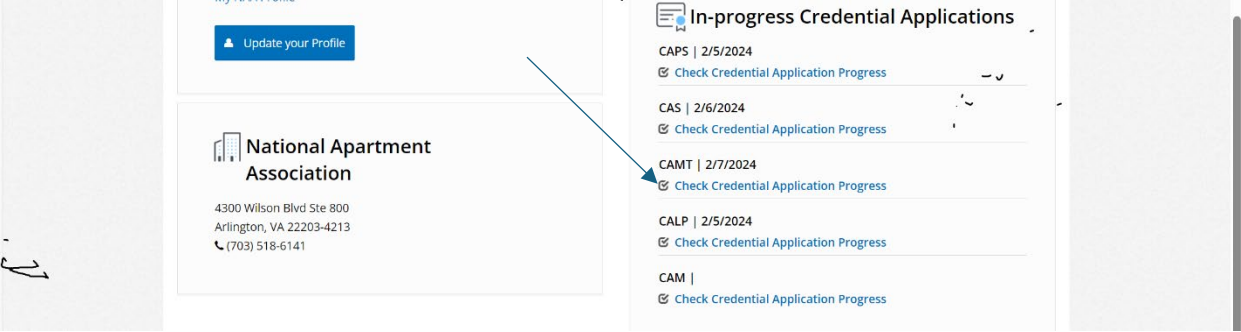 Update your Profile
National Apartment
Association
4300 Wilson Blvd Ste 800
Arlington, VA 22203-4213
(703) 518-6141
In-progress Credential Applications
CAPS | 2/5/2024
Check Credential Application Progress
CAS | 2/6/2024
Check Credential Application Progress
CAMT | 2/7/2024
Check Credential Application Progress
CALP | 2/5/2024
Check Credential Application Progress
CAM |
Check Credential Application Progress